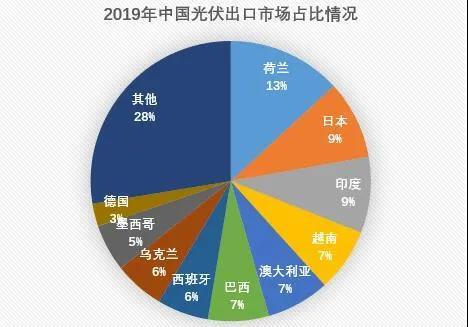 2019年中国光伏出口市场占比情况
荷兰
13%
日本
9%
印度
9%
越南
7%
澳大利亚
7%
巴西
7%
西班牙
6%
乌克兰
6%
墨西哥
5%
德国
3%
其他
28%